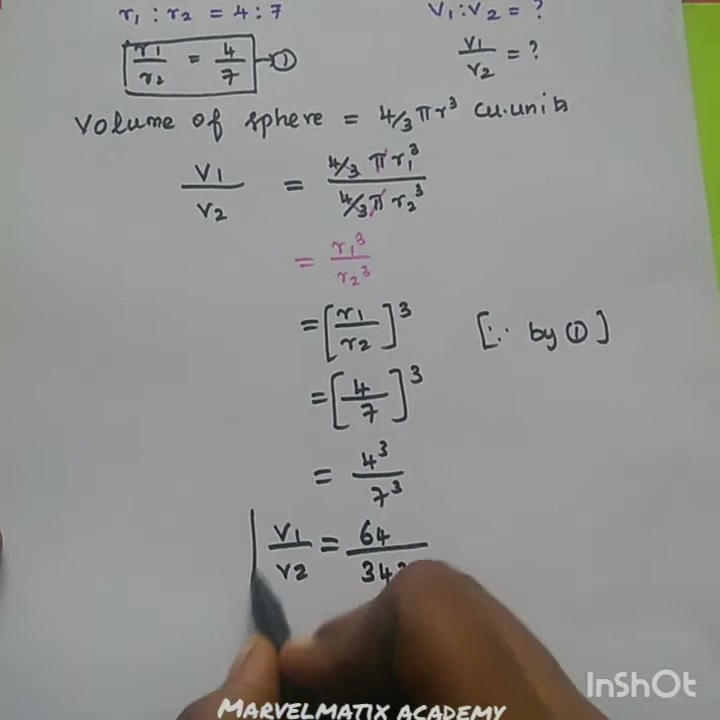 r₁ : r₂ = 4 : 7 V₁ : V₂ = ?
r₁/r₂ = 4/7 → ① V₁/V₂ = ?
Volume of sphere = 4/3 πr³ cu.units
V₁/V₂ = 4/3 π r₁³ / 4/3 π r₂³
= r₁³/r₂³
= [r₁/r₂]³ [∵ by ①]
= [4/7]³
= 4³/7³
V₁/V₂ = 64/
InShOt
MARVELMATIX ACADEMY